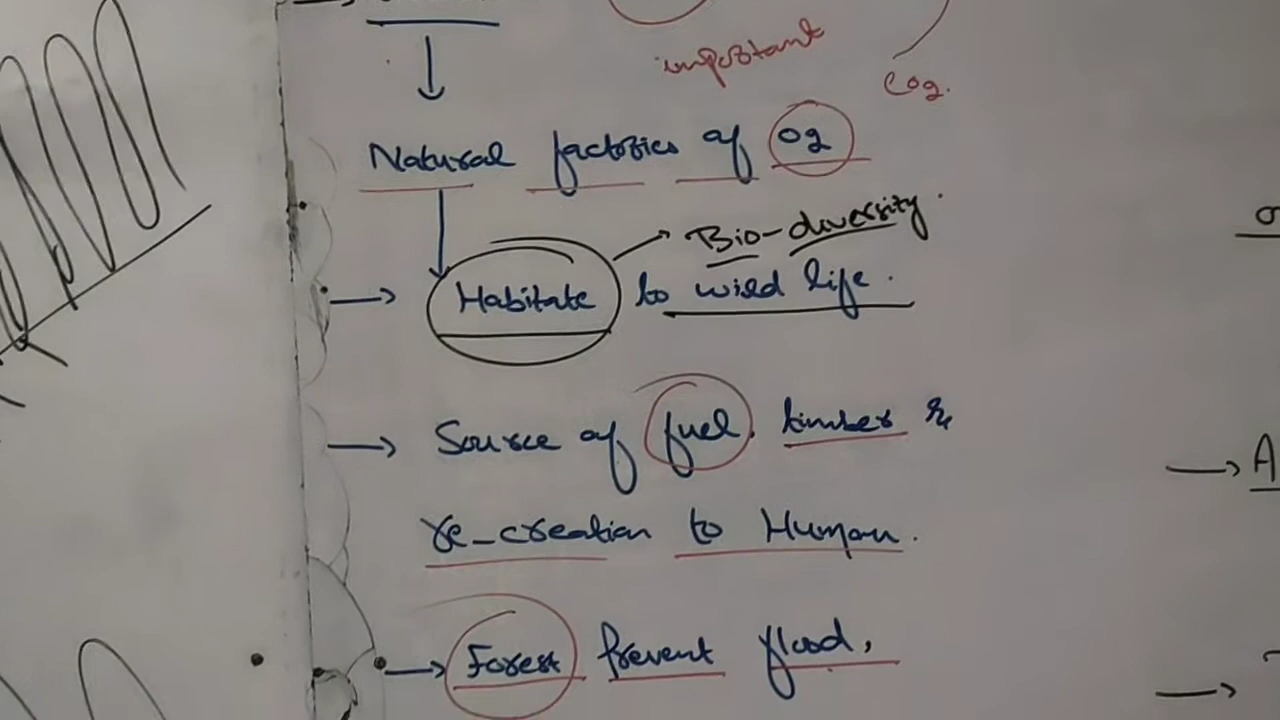 important
Co2.
Natural factories of O2
Bio-diversity.
→ Habitate to wild life.
→ Source of fuel, timber &
re-creation to Human.
→ Forest prevent flood,
→ A